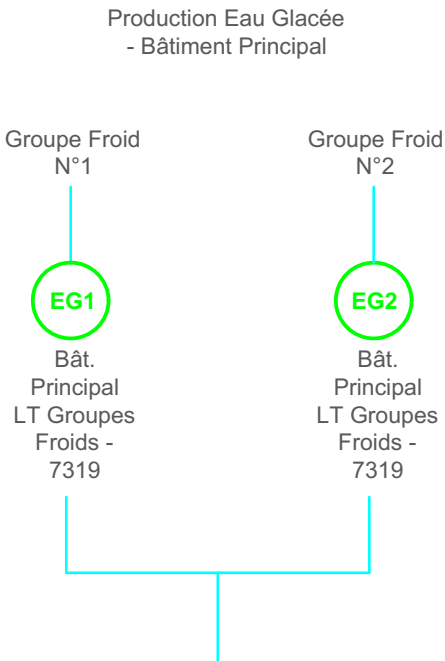 Production Eau Glacée
- Bâtiment Principal
Groupe Froid
N°1
Groupe Froid
N°2
EG1
EG2
Bât.
Principal
LT Groupes
Froids -
7319
Bât.
Principal
LT Groupes
Froids -
7319